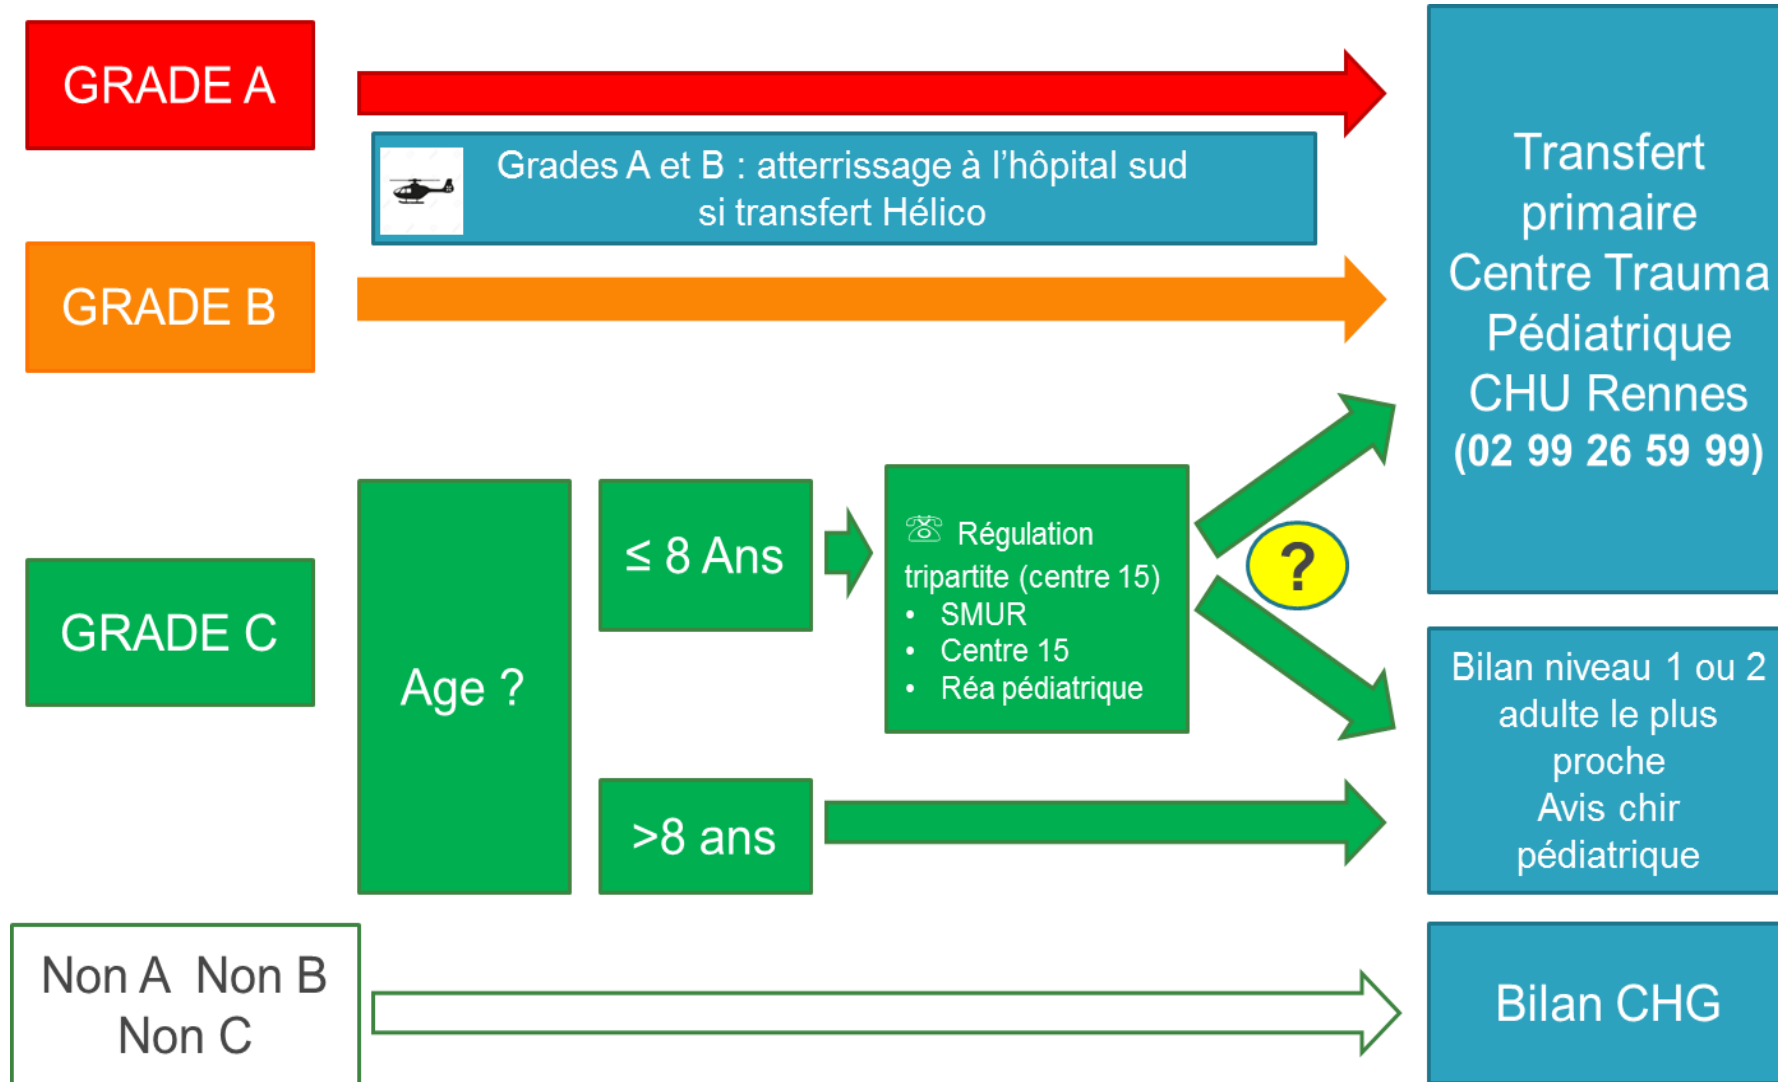 GRADE A
Grades A et B : atterrissage à l'hôpital sud
si transfert Hélico
GRADE B
Transfert
primaire
Centre Trauma
Pédiatrique
CHU Rennes
(02 99 26 59 99)
GRADE C
Age ?
≤ 8 Ans
☏ Régulation
tripartite (centre 15)
• SMUR
• Centre 15
• Réa pédiatrique
?
>8 ans
Bilan niveau 1 ou 2
adulte le plus
proche
Avis chir
pédiatrique
Non A Non B
Non C
Bilan CHG